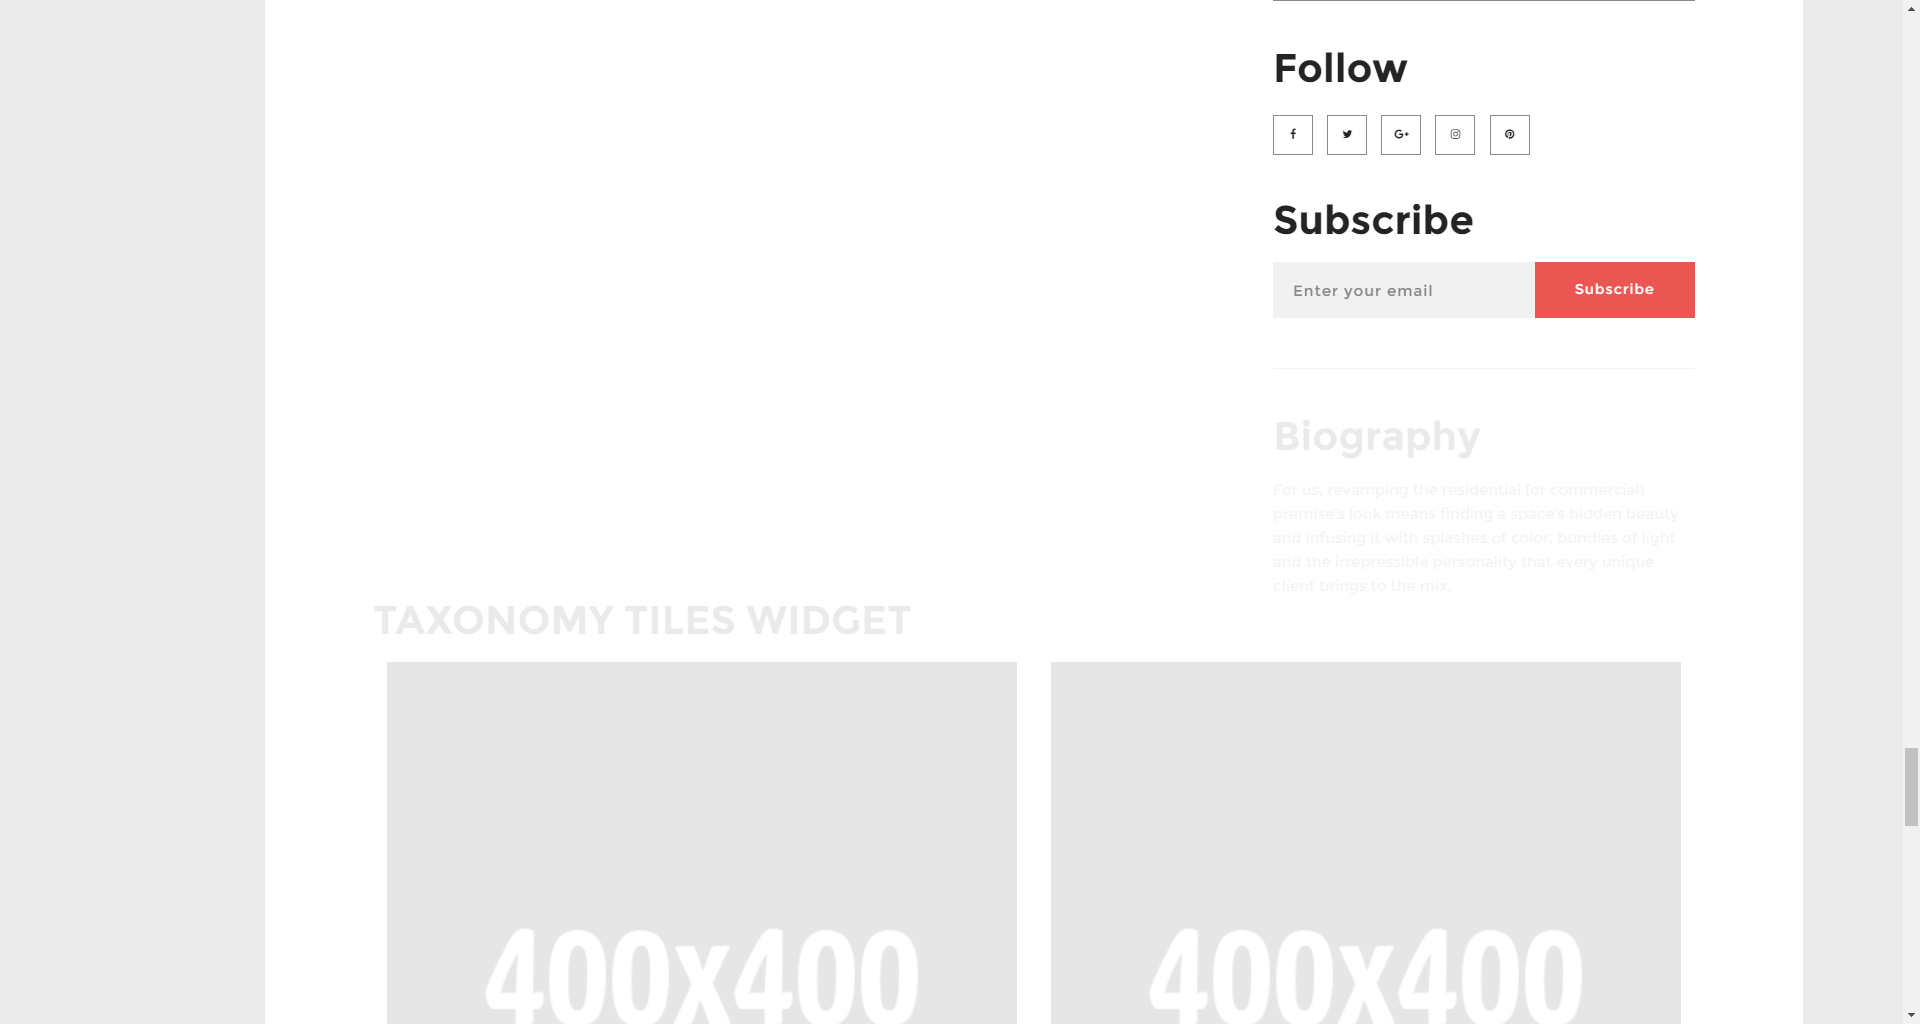 Follow
Subscribe
Enter your email
Subscribe
Biography
For us, revamping the residential (or commercial)
premise's look means finding a space's hidden beauty
and infusing it with splashes of color, bundles of light
and the irrepressible personality that every unique
client brings to the mix.
TAXONOMY TILES WIDGET
400x400
400x400